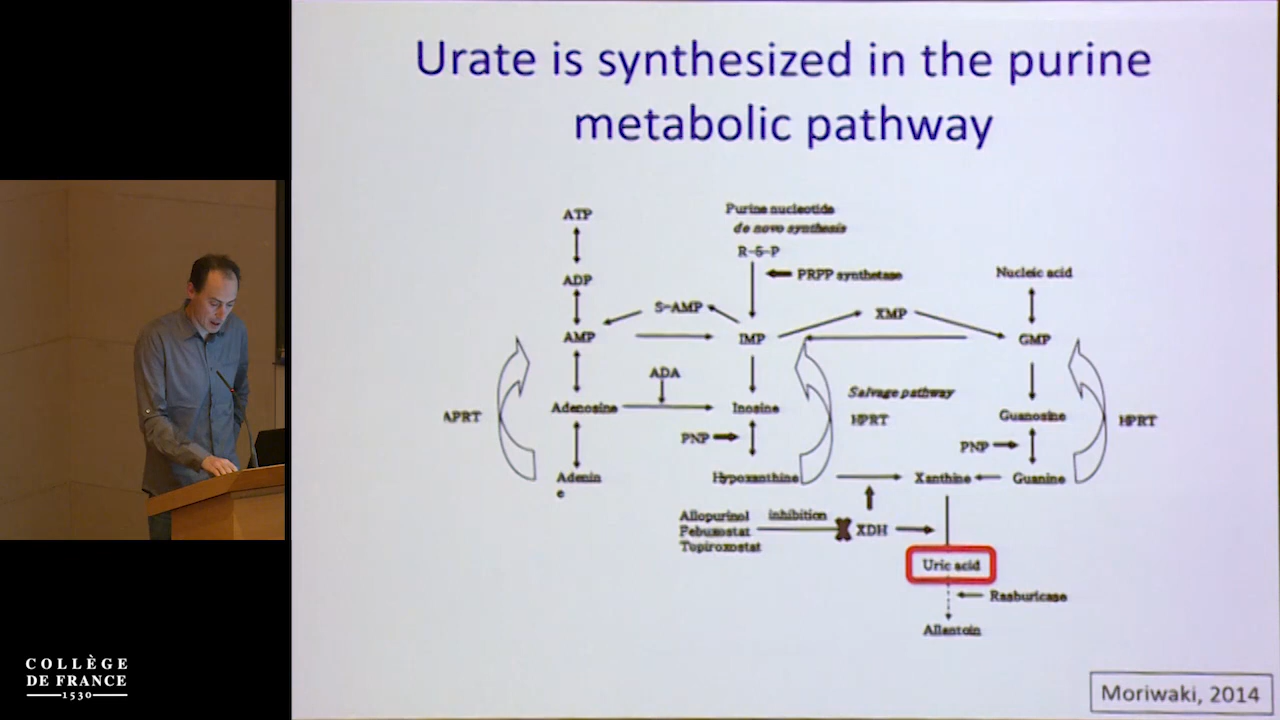 Urate is synthesized in the purine
metabolic pathway
ATP
Purine nucleotide
de novo synthesis
R-5-P
PRPP synthetase
Nucleic acid
ADP
S-AMP
XMP
AMP
IMP
GMP
ADA
Salvage pathway
APRT
Adenosine
Inosine
HPRT
Guanosine
HPRT
PNP
PNP
Adenin
e
Hypoxanthine
Xanthine
Guanine
Allopurinol
inhibition
Febuxostat
XDH
Topiroxostat
Uric acid
Rasburicase
Allantoin
Moriwaki, 2014
COLLÈGE
DE FRANCE
1530